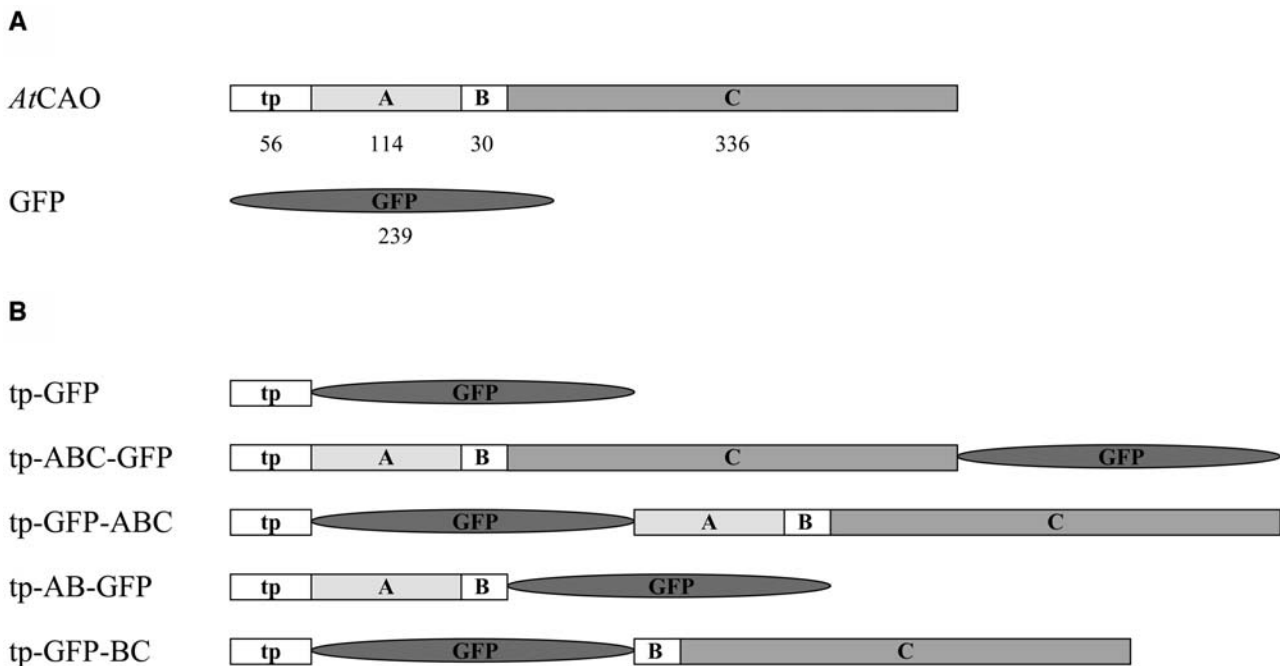 A
AtCAO tp A B C
56 114 30 336
GFP GFP
239
B
tp-GFP tp GFP
tp-ABC-GFP tp A B C GFP
tp-GFP-ABC tp GFP A B C
tp-AB-GFP tp A B GFP
tp-GFP-BC tp GFP B C